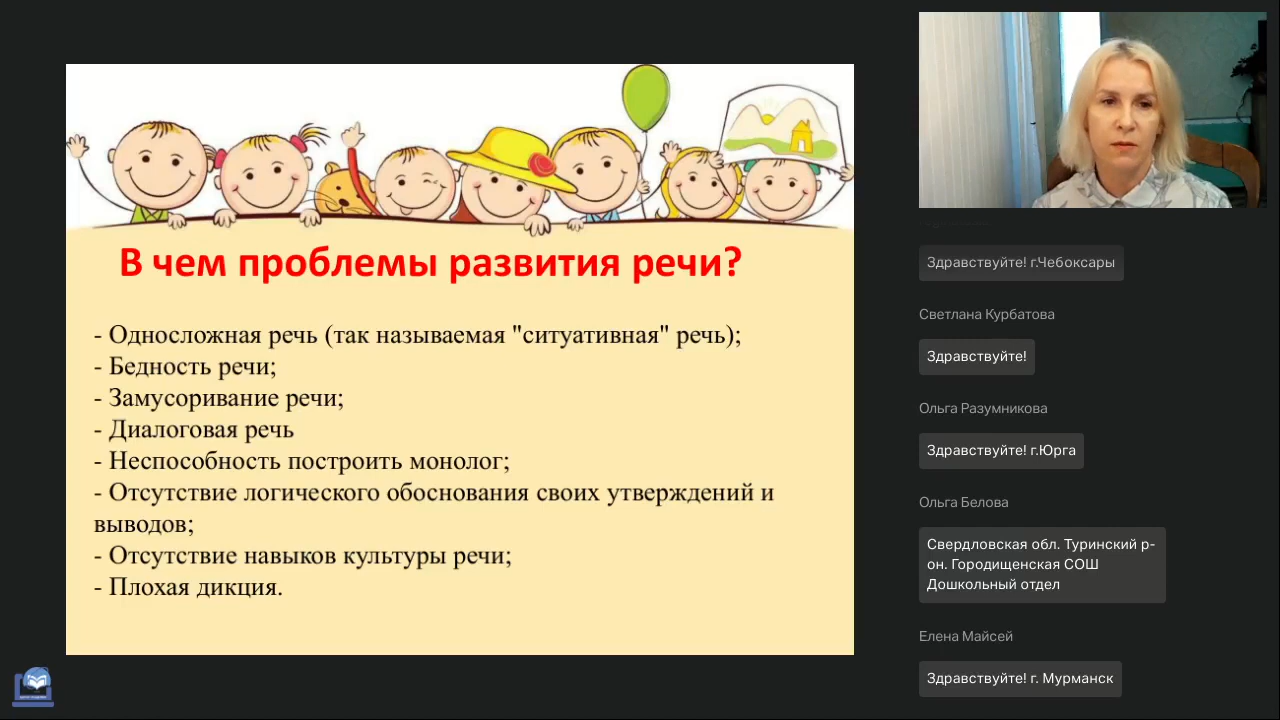 В чем проблемы развития речи?
- Односложная речь (так называемая "ситуативная" речь);
- Бедность речи;
- Замусоривание речи;
- Диалоговая речь
- Неспособность построить монолог;
- Отсутствие логического обоснования своих утверждений и
выводов;
- Отсутствие навыков культуры речи;
- Плохая дикция.
Здравствуйте! г.Чебоксары
Светлана Курбатова
Здравствуйте!
Ольга Разумникова
Здравствуйте! г.Юрга
Ольга Белова
Свердловская обл. Туринский р-
он. Городищенская СОШ
Дошкольный отдел
Елена Майсей
Здравствуйте! г. Мурманск